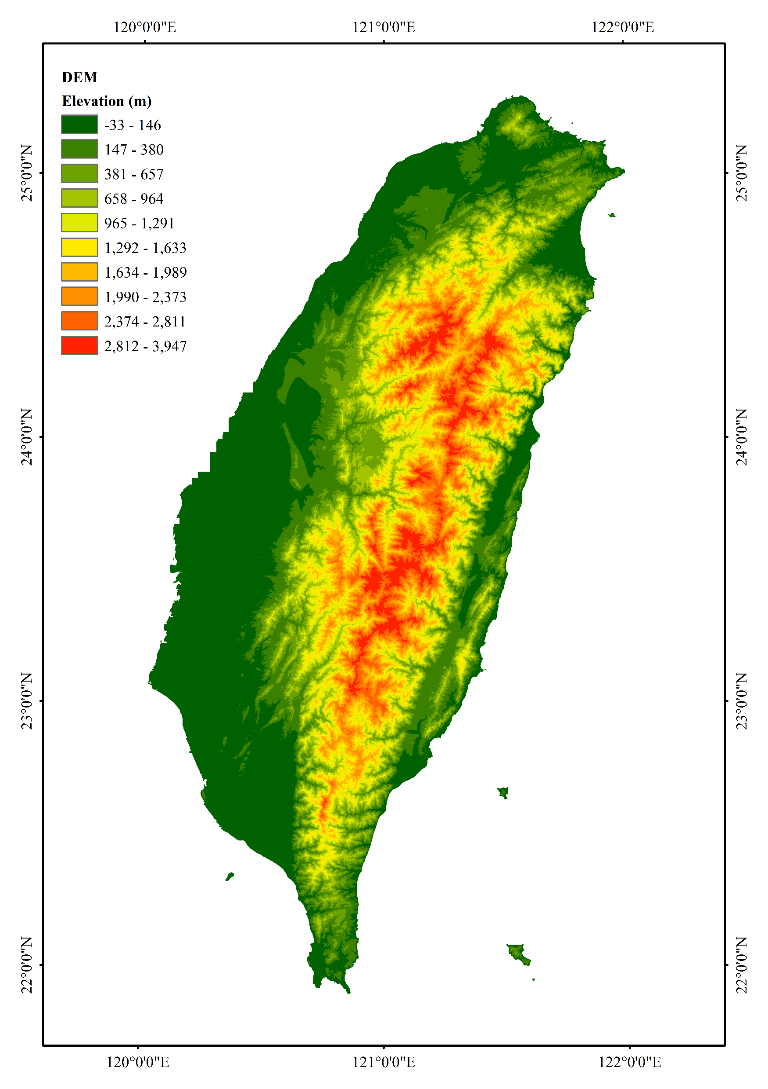 120°0'0"E 121°0'0"E 122°0'0"E
DEM
Elevation (m)
-33 - 146
147 - 380
381 - 657
658 - 964
965 - 1,291
1,292 - 1,633
1,634 - 1,989
1,990 - 2,373
2,374 - 2,811
2,812 - 3,947
25°0'0"N 25°0'0"N
24°0'0"N 24°0'0"N
23°0'0"N 23°0'0"N
22°0'0"N 22°0'0"N
120°0'0"E 121°0'0"E 122°0'0"E